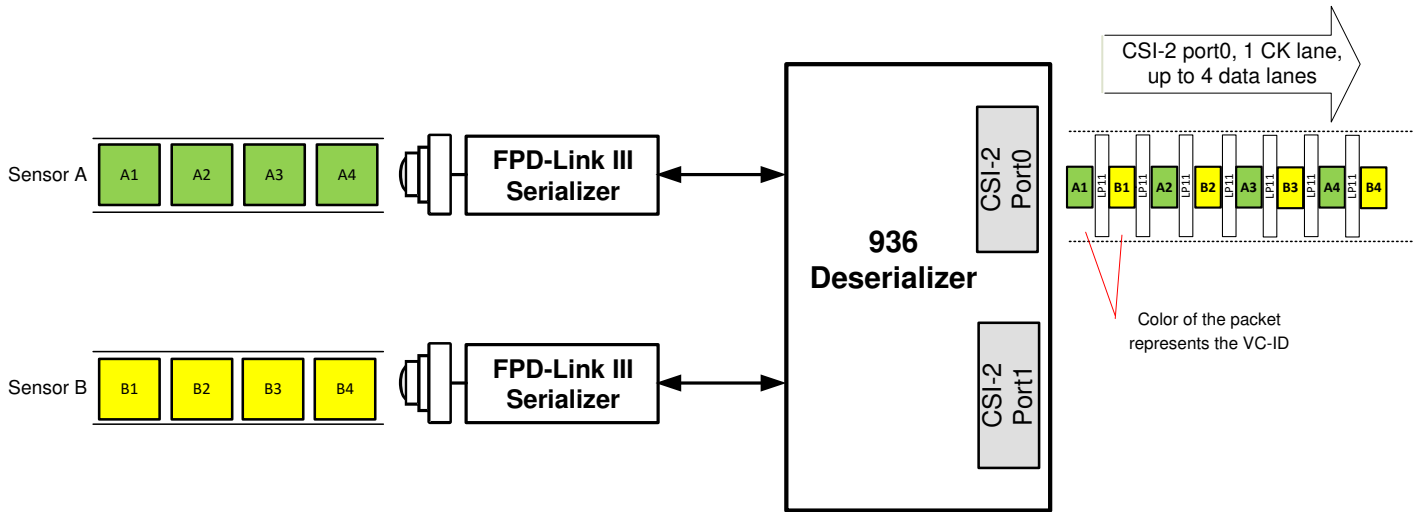 CSI-2 port0, 1 CK lane,
up to 4 data lanes
Sensor A
A1 A2 A3 A4
FPD-Link III
Serializer
CSI-2
Port0
A1 LP11 B1 LP11 A2 LP11 B2 LP11 A3 LP11 B3 LP11 A4 LP11 B4
936
Deserializer
Color of the packet
represents the VC-ID
Sensor B
B1 B2 B3 B4
FPD-Link III
Serializer
CSI-2
Port1